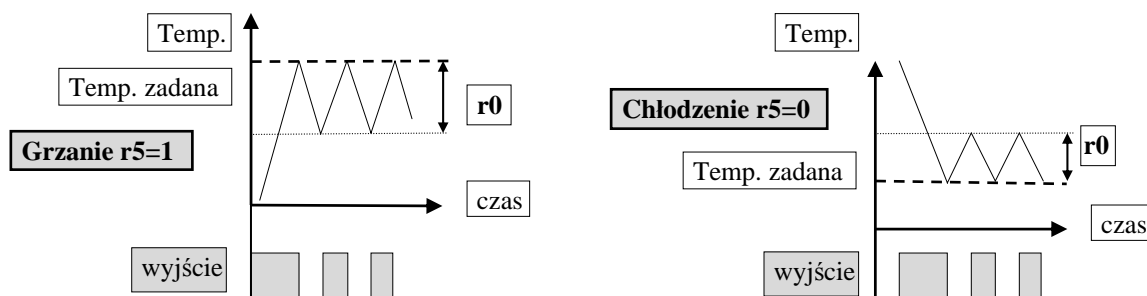 Temp.
Temp. zadana
r0
Grzanie r5=1
czas
wyjście
Temp.
Chłodzenie r5=0
r0
Temp. zadana
czas
wyjście